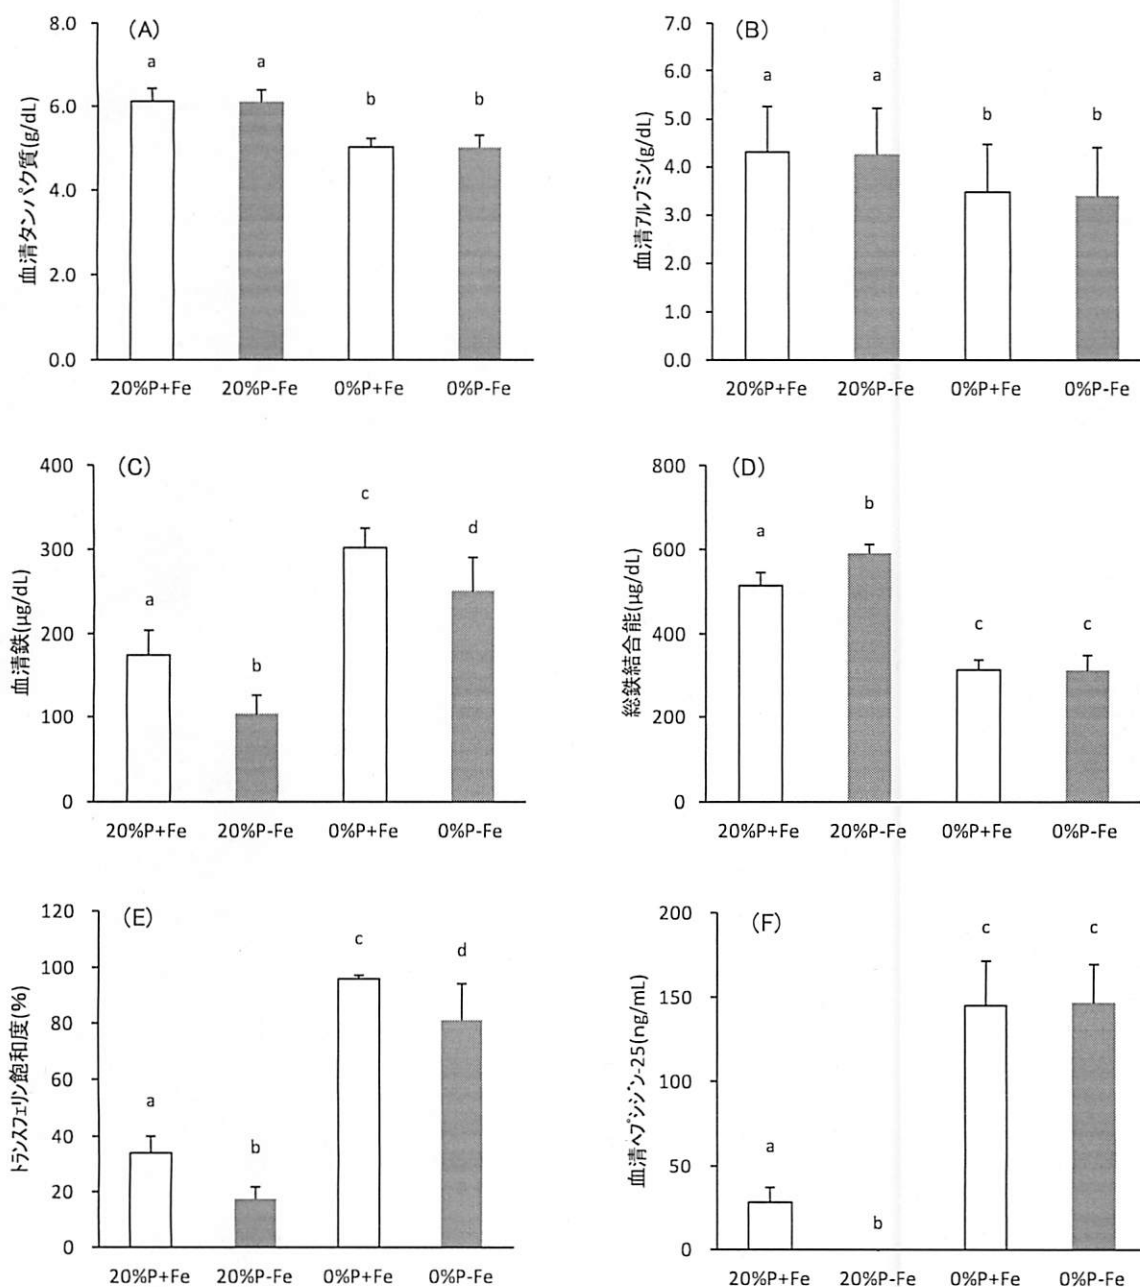 (A)
血清タンパク質(g/dL)
8.0
6.0
4.0
2.0
0.0
a
a
b
b
20%P+Fe 20%P-Fe 0%P+Fe 0%P-Fe
(B)
血清アルブミン(g/dL)
7.0
6.0
5.0
4.0
3.0
2.0
1.0
0.0
a
a
b
b
20%P+Fe 20%P-Fe 0%P+Fe 0%P-Fe
(C)
血清鉄(μg/dL)
400
300
200
100
0
a
b
c
d
20%P+Fe 20%P-Fe 0%P+Fe 0%P-Fe
(D)
総鉄結合能(μg/dL)
800
600
400
200
0
a
b
c
c
20%P+Fe 20%P-Fe 0%P+Fe 0%P-Fe
(E)
トランスフェリン飽和度(%)
120
100
80
60
40
20
0
a
b
c
d
20%P+Fe 20%P-Fe 0%P+Fe 0%P-Fe
(F)
血清ヘプシジン-25(ng/mL)
200
150
100
50
0
a
b
c
c
20%P+Fe 20%P-Fe 0%P+Fe 0%P-Fe